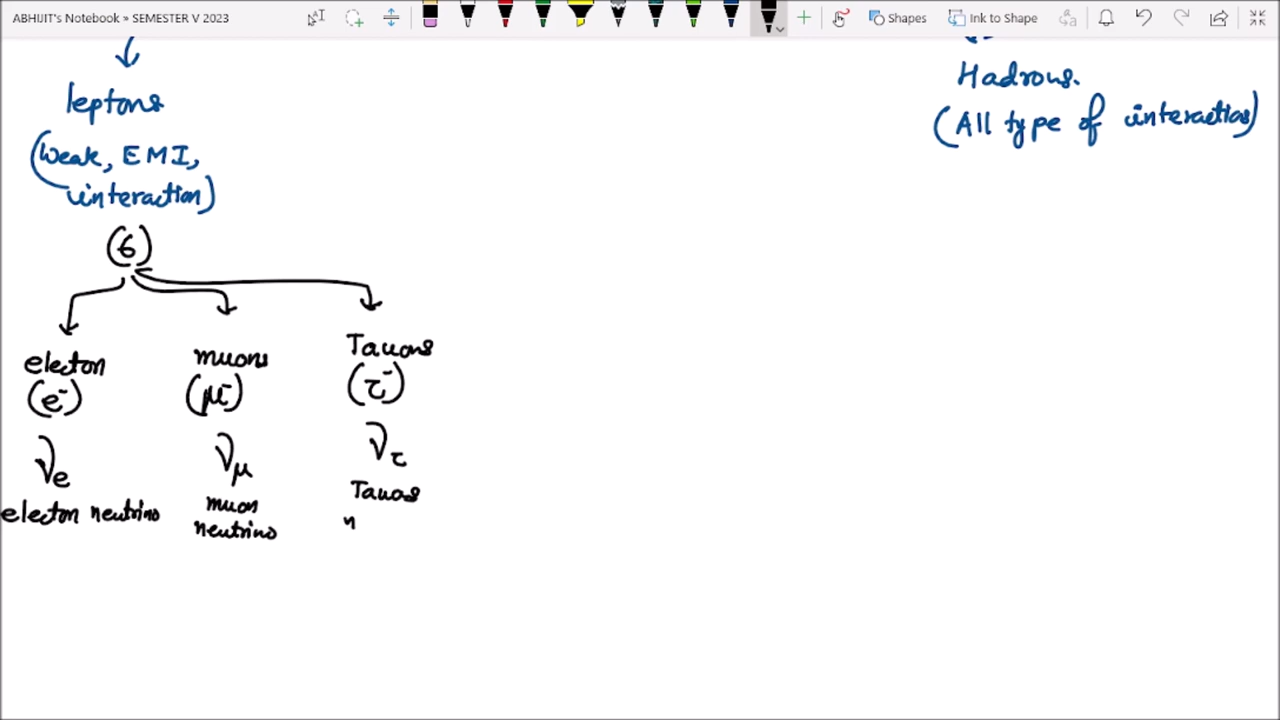 ABHIJIT's Notebook » SEMESTER V 2023
Shapes
Ink to Shape
leptons
(Weak, EMI,
interaction)
Hadrons.
(All type of interaction)
(6)
electon
(e⁻)
νe
electon neutrino
muons
(μ⁻)
νμ
muon
neutrino
Tauons
(τ⁻)
ντ
Tauos
n